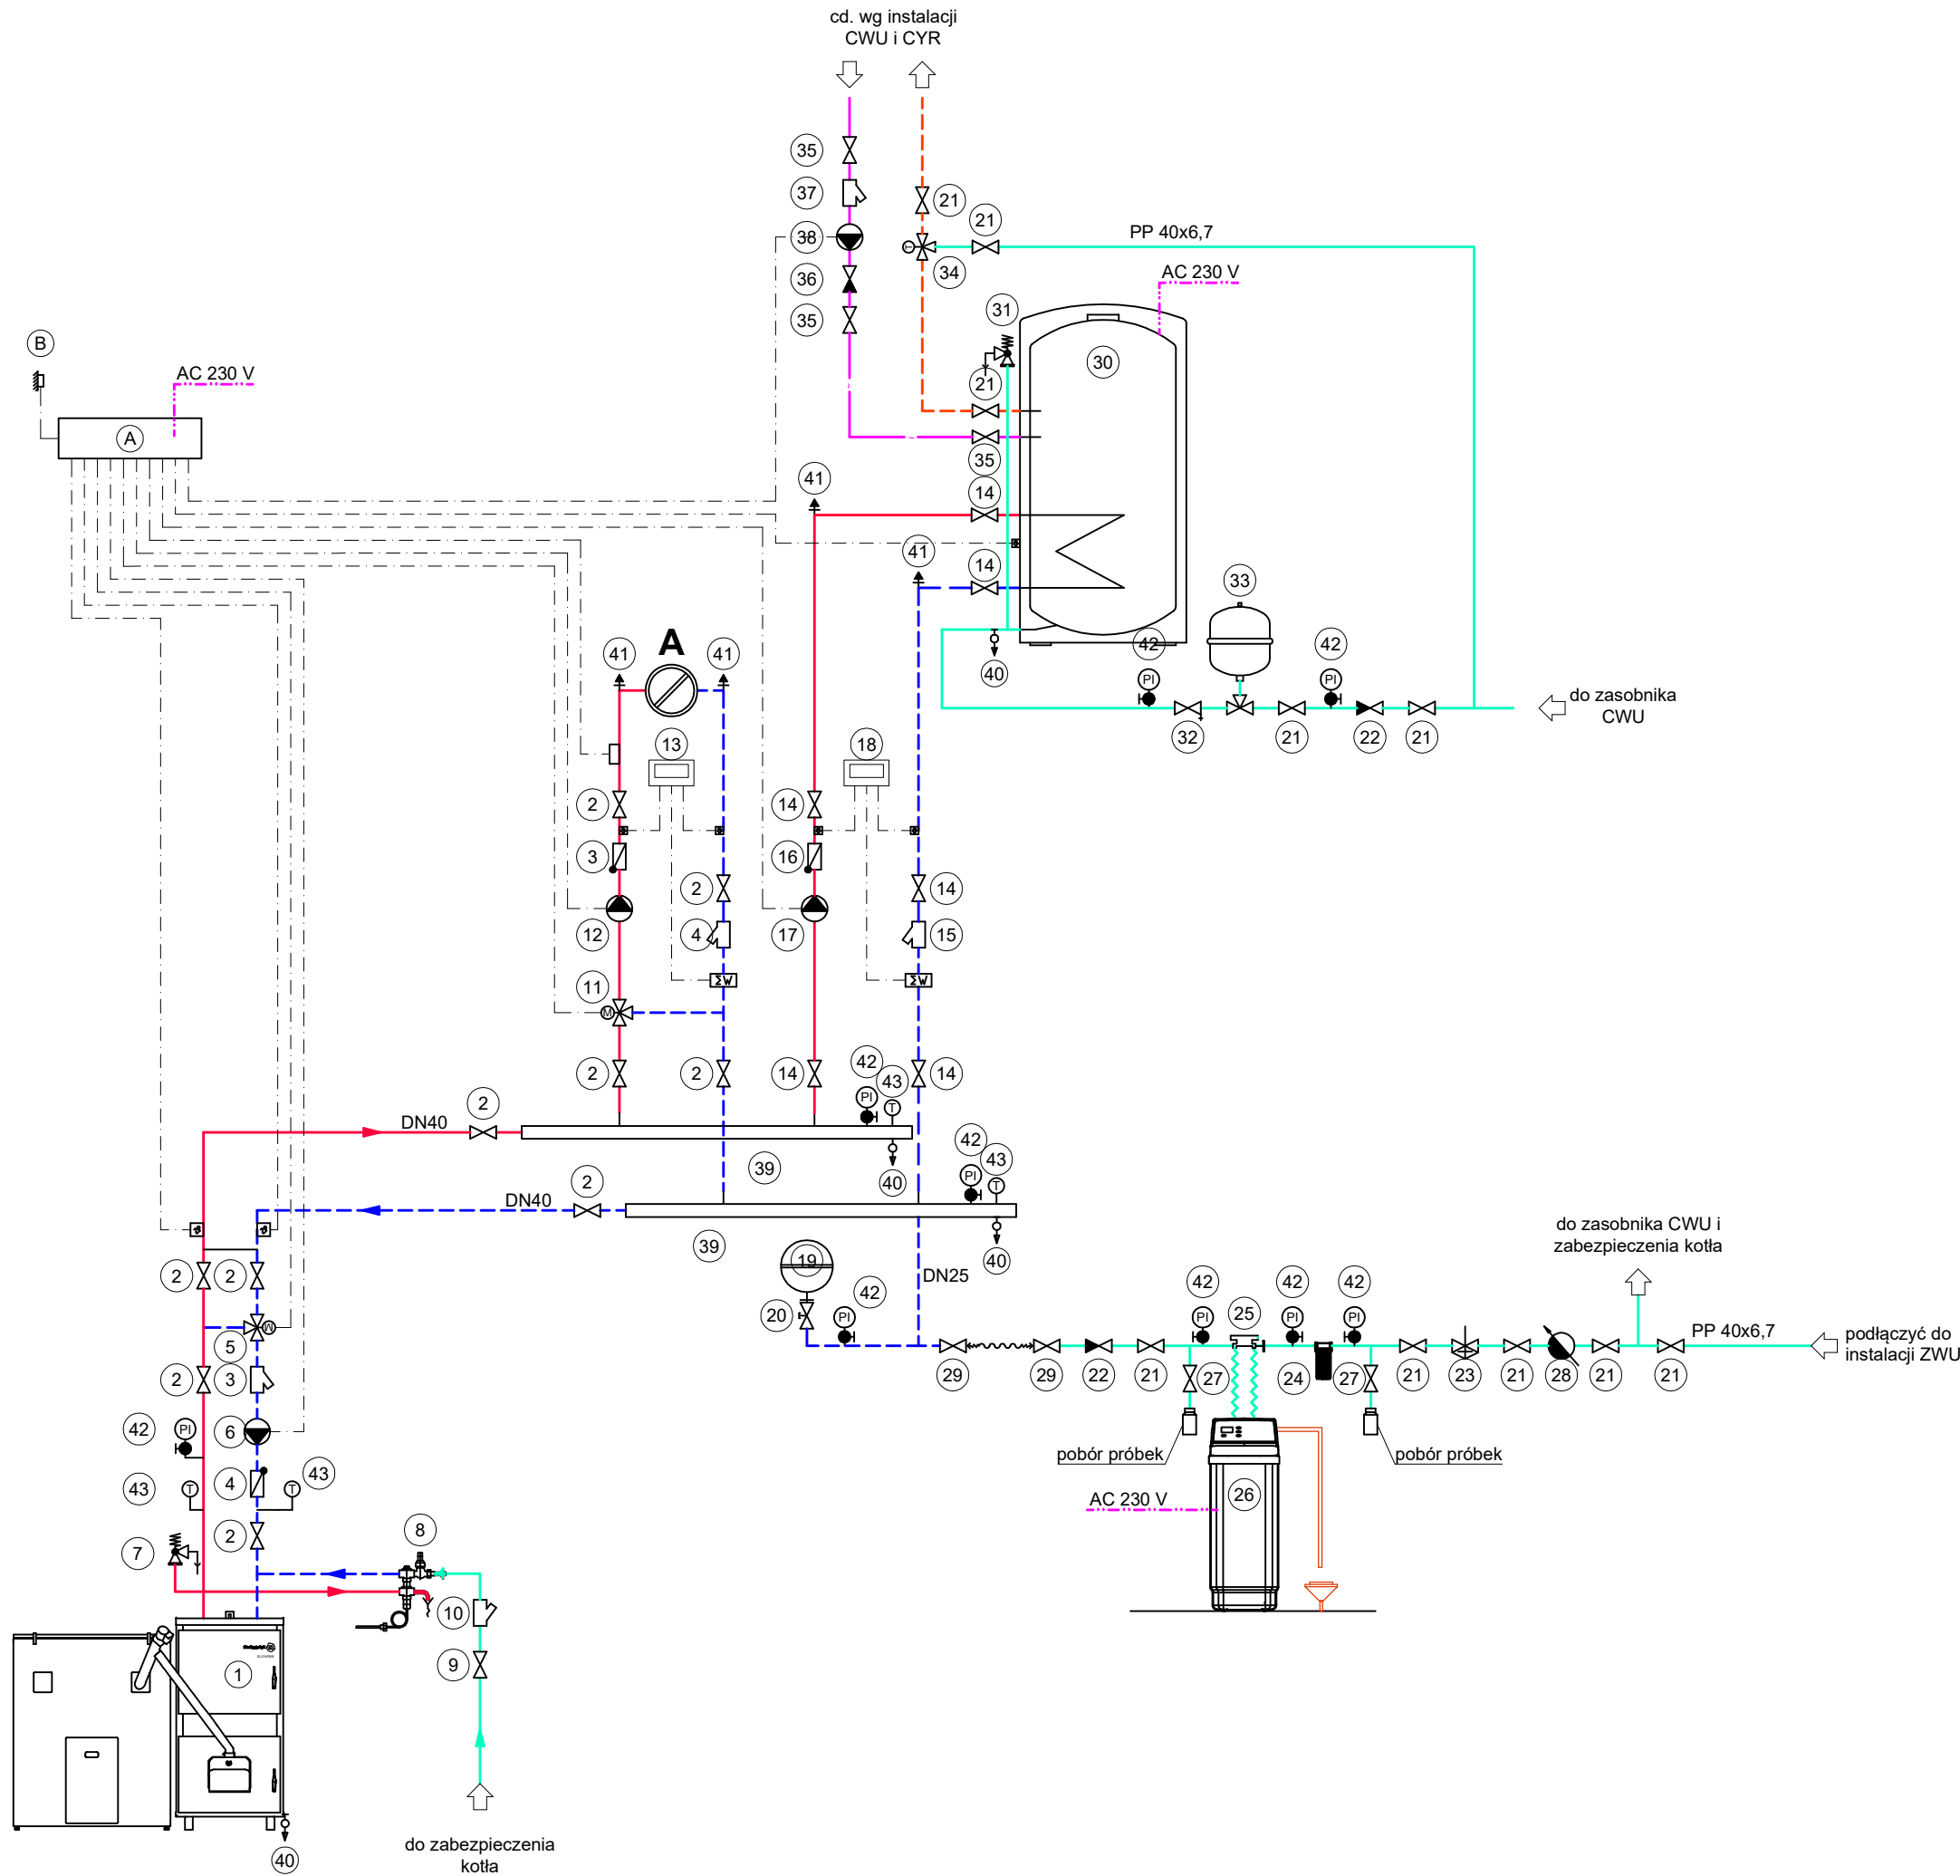 cd. wg instalacji
CWU i CYR
35
37
21
21
38
PP 40x6,7
36
34
AC 230 V
35
31
B
30
AC 230 V
21
A
35
41
14
41
14
33
A
41
41
42
42
40
PI
PI
do zasobnika
CWU
32
21
22
21
13
18
2
14
3
16
2
14
12
4
17
15
ΣW
ΣW
11
M
2
2
14
42
43
14
PI
T
DN40
2
42
43
39
40
PI
T
DN40
2
39
40
do zasobnika CWU i
zabezpieczenia kotła
19
DN25
2
2
42
42
42
42
20
PI
25
PI
PI
PI
M
5
PP 40x6,7
podłączyć do
instalacji ZWU
2
3
29
29
22
21
27
24
27
21
23
21
28
21
21
42
PI
6
pobór próbek
pobór próbek
43
T
4
T
43
26
AC 230 V
2
7
8
10
9
1
do zabezpieczenia
kotła
40